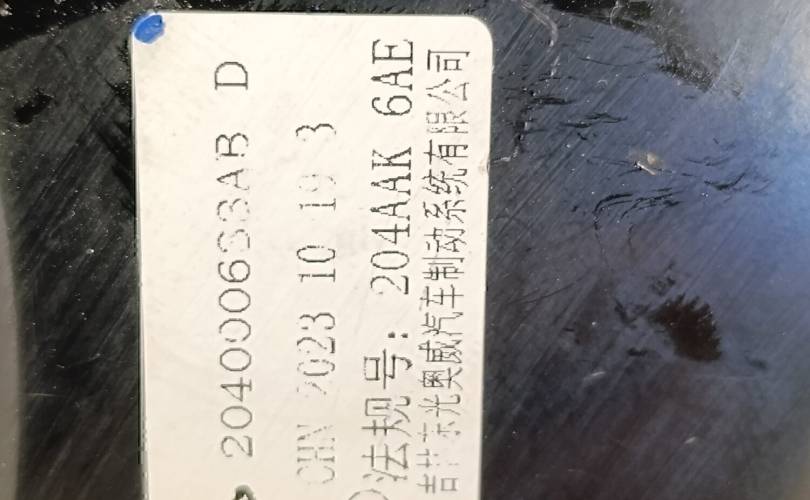 204000633AB D
CHN 2023 10 19 3
法规号: 204AAK 6AE
东光奥威汽车制动系统有限公司